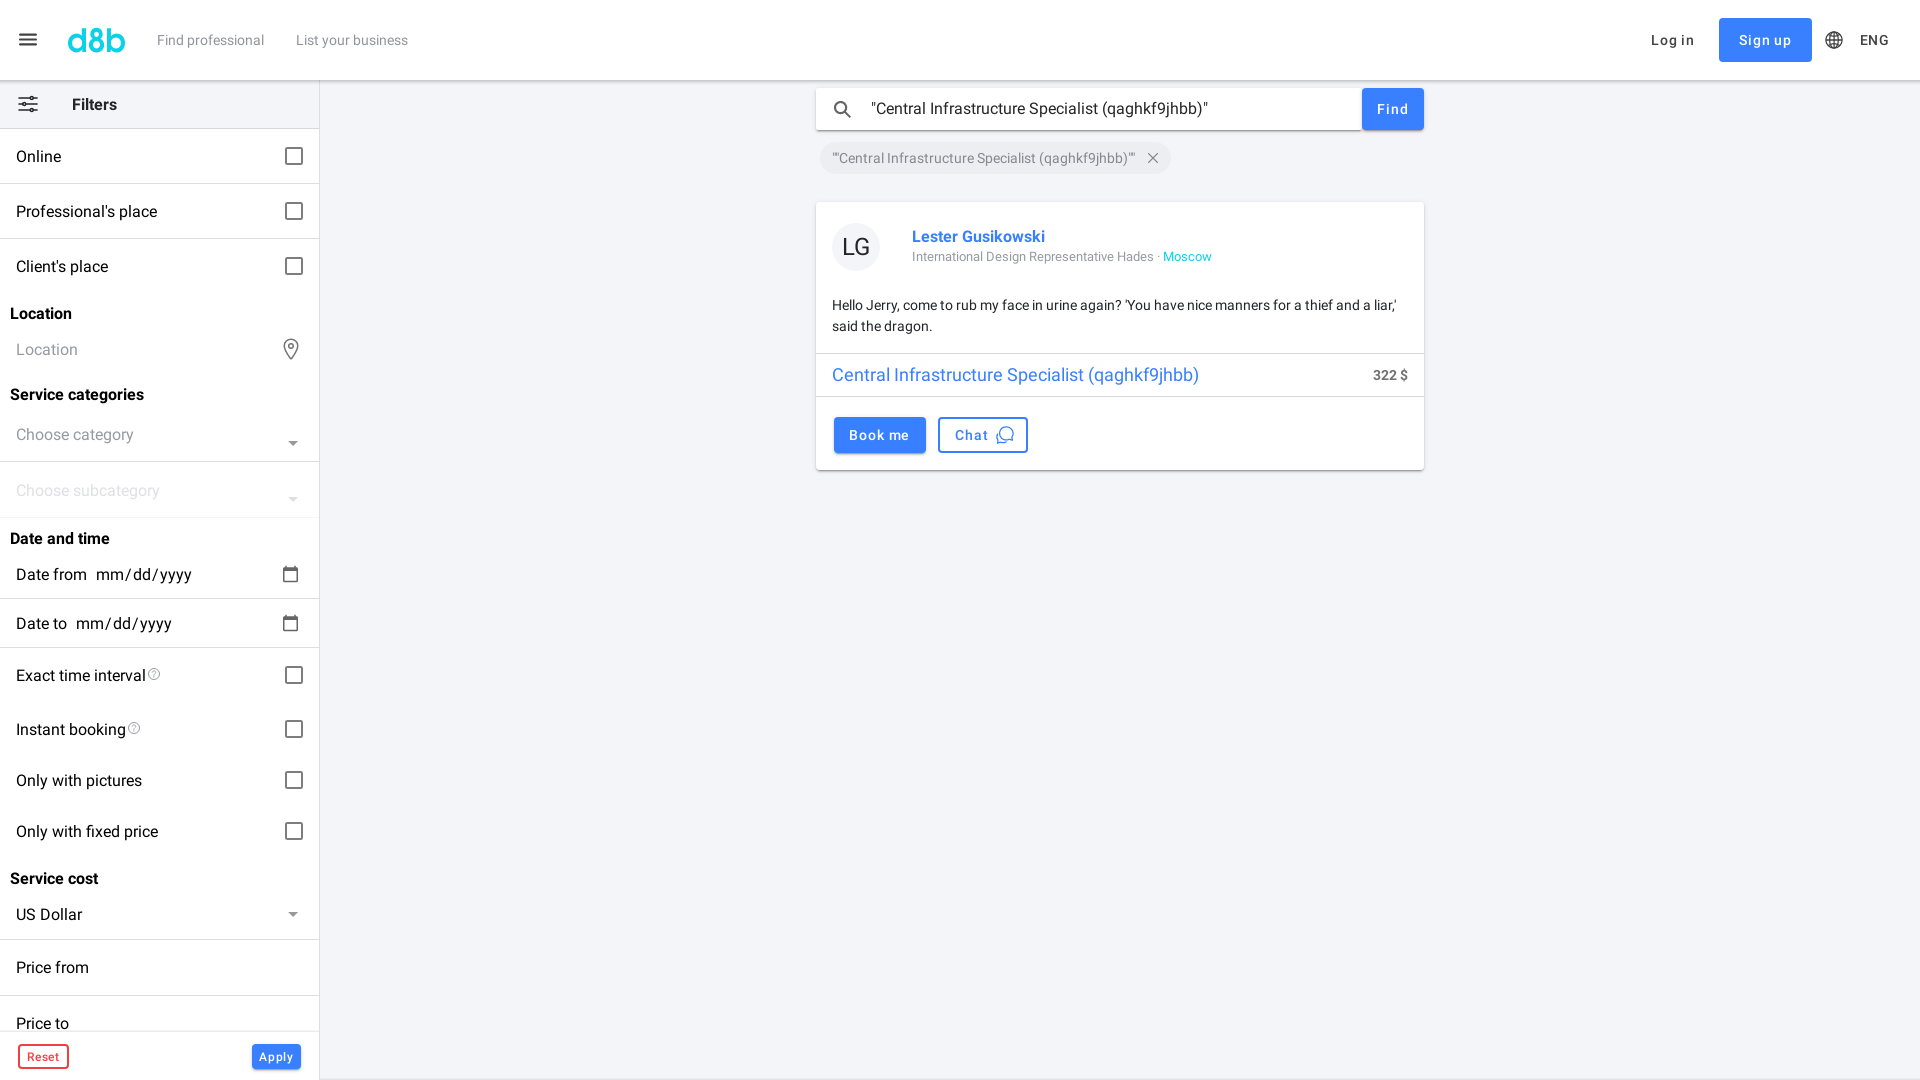 d8b
Find professional
List your business
Log in
Sign up
ENG
Filters
Online
Professional's place
Client's place
Location
Location
Service categories
Choose category
Choose subcategory
Date and time
Date from mm/dd/yyyy
Date to mm/dd/yyyy
Exact time interval
Instant booking
Only with pictures
Only with fixed price
Service cost
US Dollar
Price from
Price to
Reset
Apply
"Central Infrastructure Specialist (qaghkf9jhbb)"
Find
""Central Infrastructure Specialist (qaghkf9jhbb)""
LG
Lester Gusikowski
International Design Representative Hades · Moscow
Hello Jerry, come to rub my face in urine again? 'You have nice manners for a thief and a liar,'
said the dragon.
Central Infrastructure Specialist (qaghkf9jhbb)
322 $
Book me
Chat